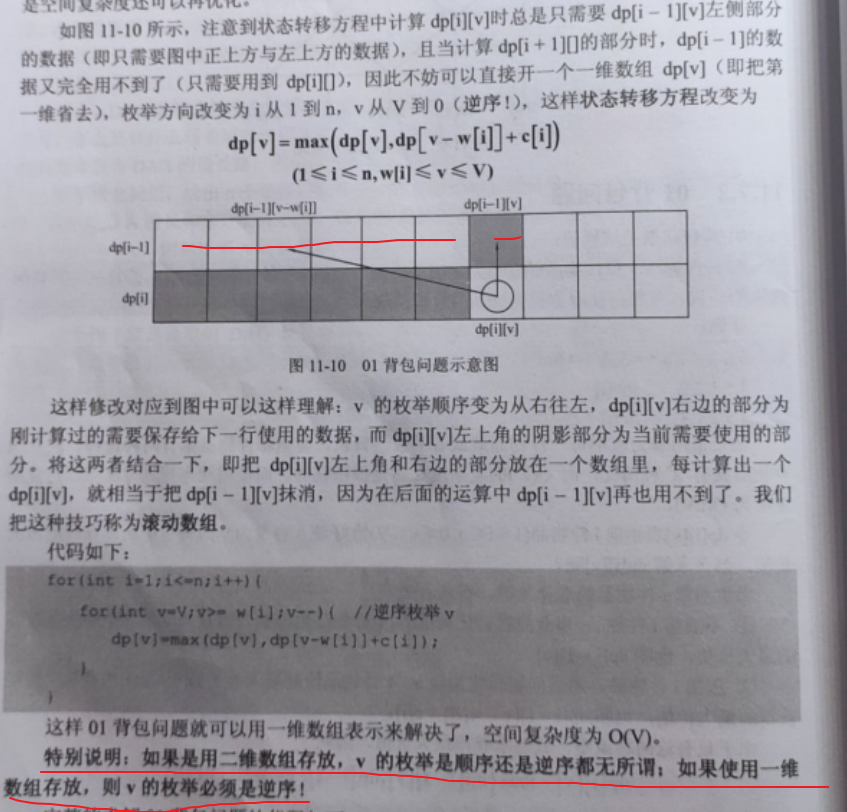 是空间复杂度还可以再优化。
如图 11-10 所示，注意到状态转移方程中计算 dp[i][v]时总是只需要 dp[i－1][v]左侧部分
的数据（即只需要图中正上方与左上方的数据），且当计算 dp[i＋1][]的部分时，dp[i－1]的数
据又完全用不到了（只需要用到 dp[i][]），因此不妨可以直接开一个一维数组 dp[v]（即把第
一维省去），枚举方向改变为 i 从 1 到 n，v 从 V 到 0（逆序!），这样状态转移方程改变为
dp[v]=max(dp[v],dp[v－w[i]]+c[i])
(1≤i≤n,w[i]≤v≤V)
dp[i−1][v−w[i]]
dp[i−1][v]
dp[i−1]
dp[i]
dp[i][v]
图 11-10 01 背包问题示意图
这样修改对应到图中可以这样理解：v 的枚举顺序变为从右往左，dp[i][v]右边的部分为
刚计算过的需要保存给下一行使用的数据，而 dp[i][v]左上角的阴影部分为当前需要使用的部
分。将这两者结合一下，即把 dp[i][v]左上角和右边的部分放在一个数组里，每计算出一个
dp[i][v]，就相当于把 dp[i－1][v]抹消，因为在后面的运算中 dp[i－1][v]再也用不到了。我们
把这种技巧称为滚动数组。
代码如下：
for(int i=1;i<=n;i++){
for(int v=V;v>= w[i];v--){ //逆序枚举 v
dp[v]=max(dp[v],dp[v-w[i]]+c[i]);
}
}
这样 01 背包问题就可以用一维数组表示来解决了，空间复杂度为 O(V)。
特别说明：如果是用二维数组存放，v 的枚举是顺序还是逆序都无所谓；如果使用一维
数组存放，则 v 的枚举必须是逆序！